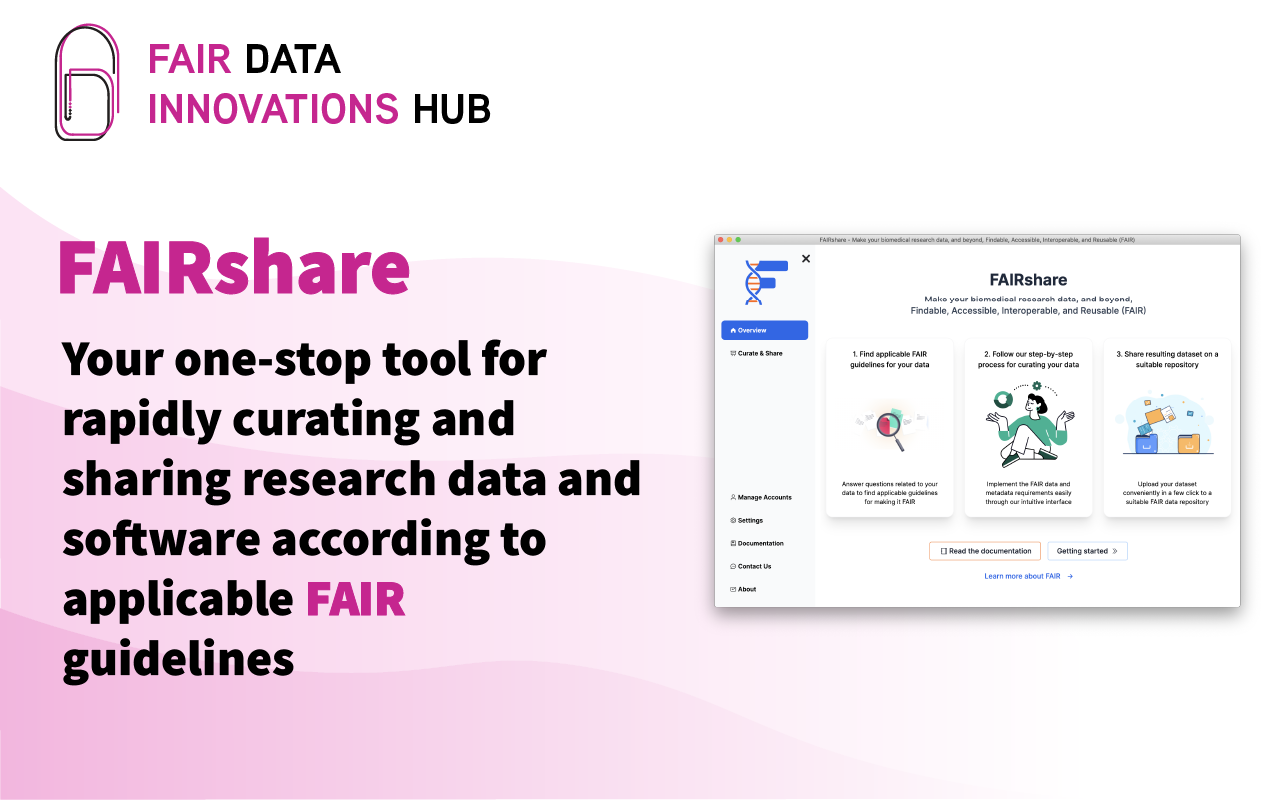 FAIR DATA
INNOVATIONS HUB
FAIRshare
Your one-stop tool for
rapidly curating and
sharing research data and
software according to
applicable FAIR
guidelines
FAIRshare - Make your biomedical research data, and beyond, Findable, Accessible, Interoperable, and Reusable (FAIR)
Overview
Curate & Share
Manage Accounts
Settings
Documentation
Contact Us
About
FAIRshare
Make your biomedical research data, and beyond,
Findable, Accessible, Interoperable, and Reusable (FAIR)
1. Find applicable FAIR
guidelines for your data
Answer questions related to your
data to find applicable guidelines
for making it FAIR
2. Follow our step-by-step
process for curating your data
Implement the FAIR data and
metadata requirements easily
through our intuitive interface
3. Share resulting dataset on a
suitable repository
Upload your dataset
conveniently in a few click to a
suitable FAIR data repository
Read the documentation
Getting started
Learn more about FAIR